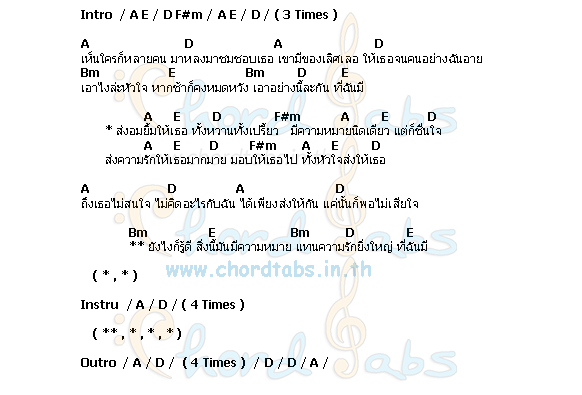 Intro / A E / D F#m / A E / D / ( 3 Times )
A D A D
เห็นใครก็หลายคน มาหลงมาชมชอบเธอ เขามีของเลิศเลอ ให้เธอจนคนอย่างฉันอาย
Bm E Bm D E
เอาไงล่ะหัวใจ หากช้าก็คงหมดหวัง เอาอย่างนี้ละกัน ที่ฉันมี
A E D F#m A E D
* ส่งอมยิ้มให้เธอ ทั้งหวานทั้งเปรี้ยว มีความหมายนิดเดียว แต่ก็ชื่นใจ
A E D F#m A E D
ส่งความรักให้เธอมากมาย มอบให้เธอไป ทั้งหัวใจส่งให้เธอ
A D A D
ถึงเธอไม่สนใจ ไม่คิดอะไรกับฉัน ได้เพียงส่งให้กัน แค่นั้นก็พอไม่เสียใจ
Bm E Bm D E
** ยังไงก็รู้ดี สิ่งนี้มันมีความหมาย แทนความรักยิ่งใหญ่ ที่ฉันมี
www.chordtabs.in.th
( * , * )
Instru / A / D / ( 4 Times )
( ** , * , * , * )
Outro / A / D / ( 4 Times ) / D / D / A /